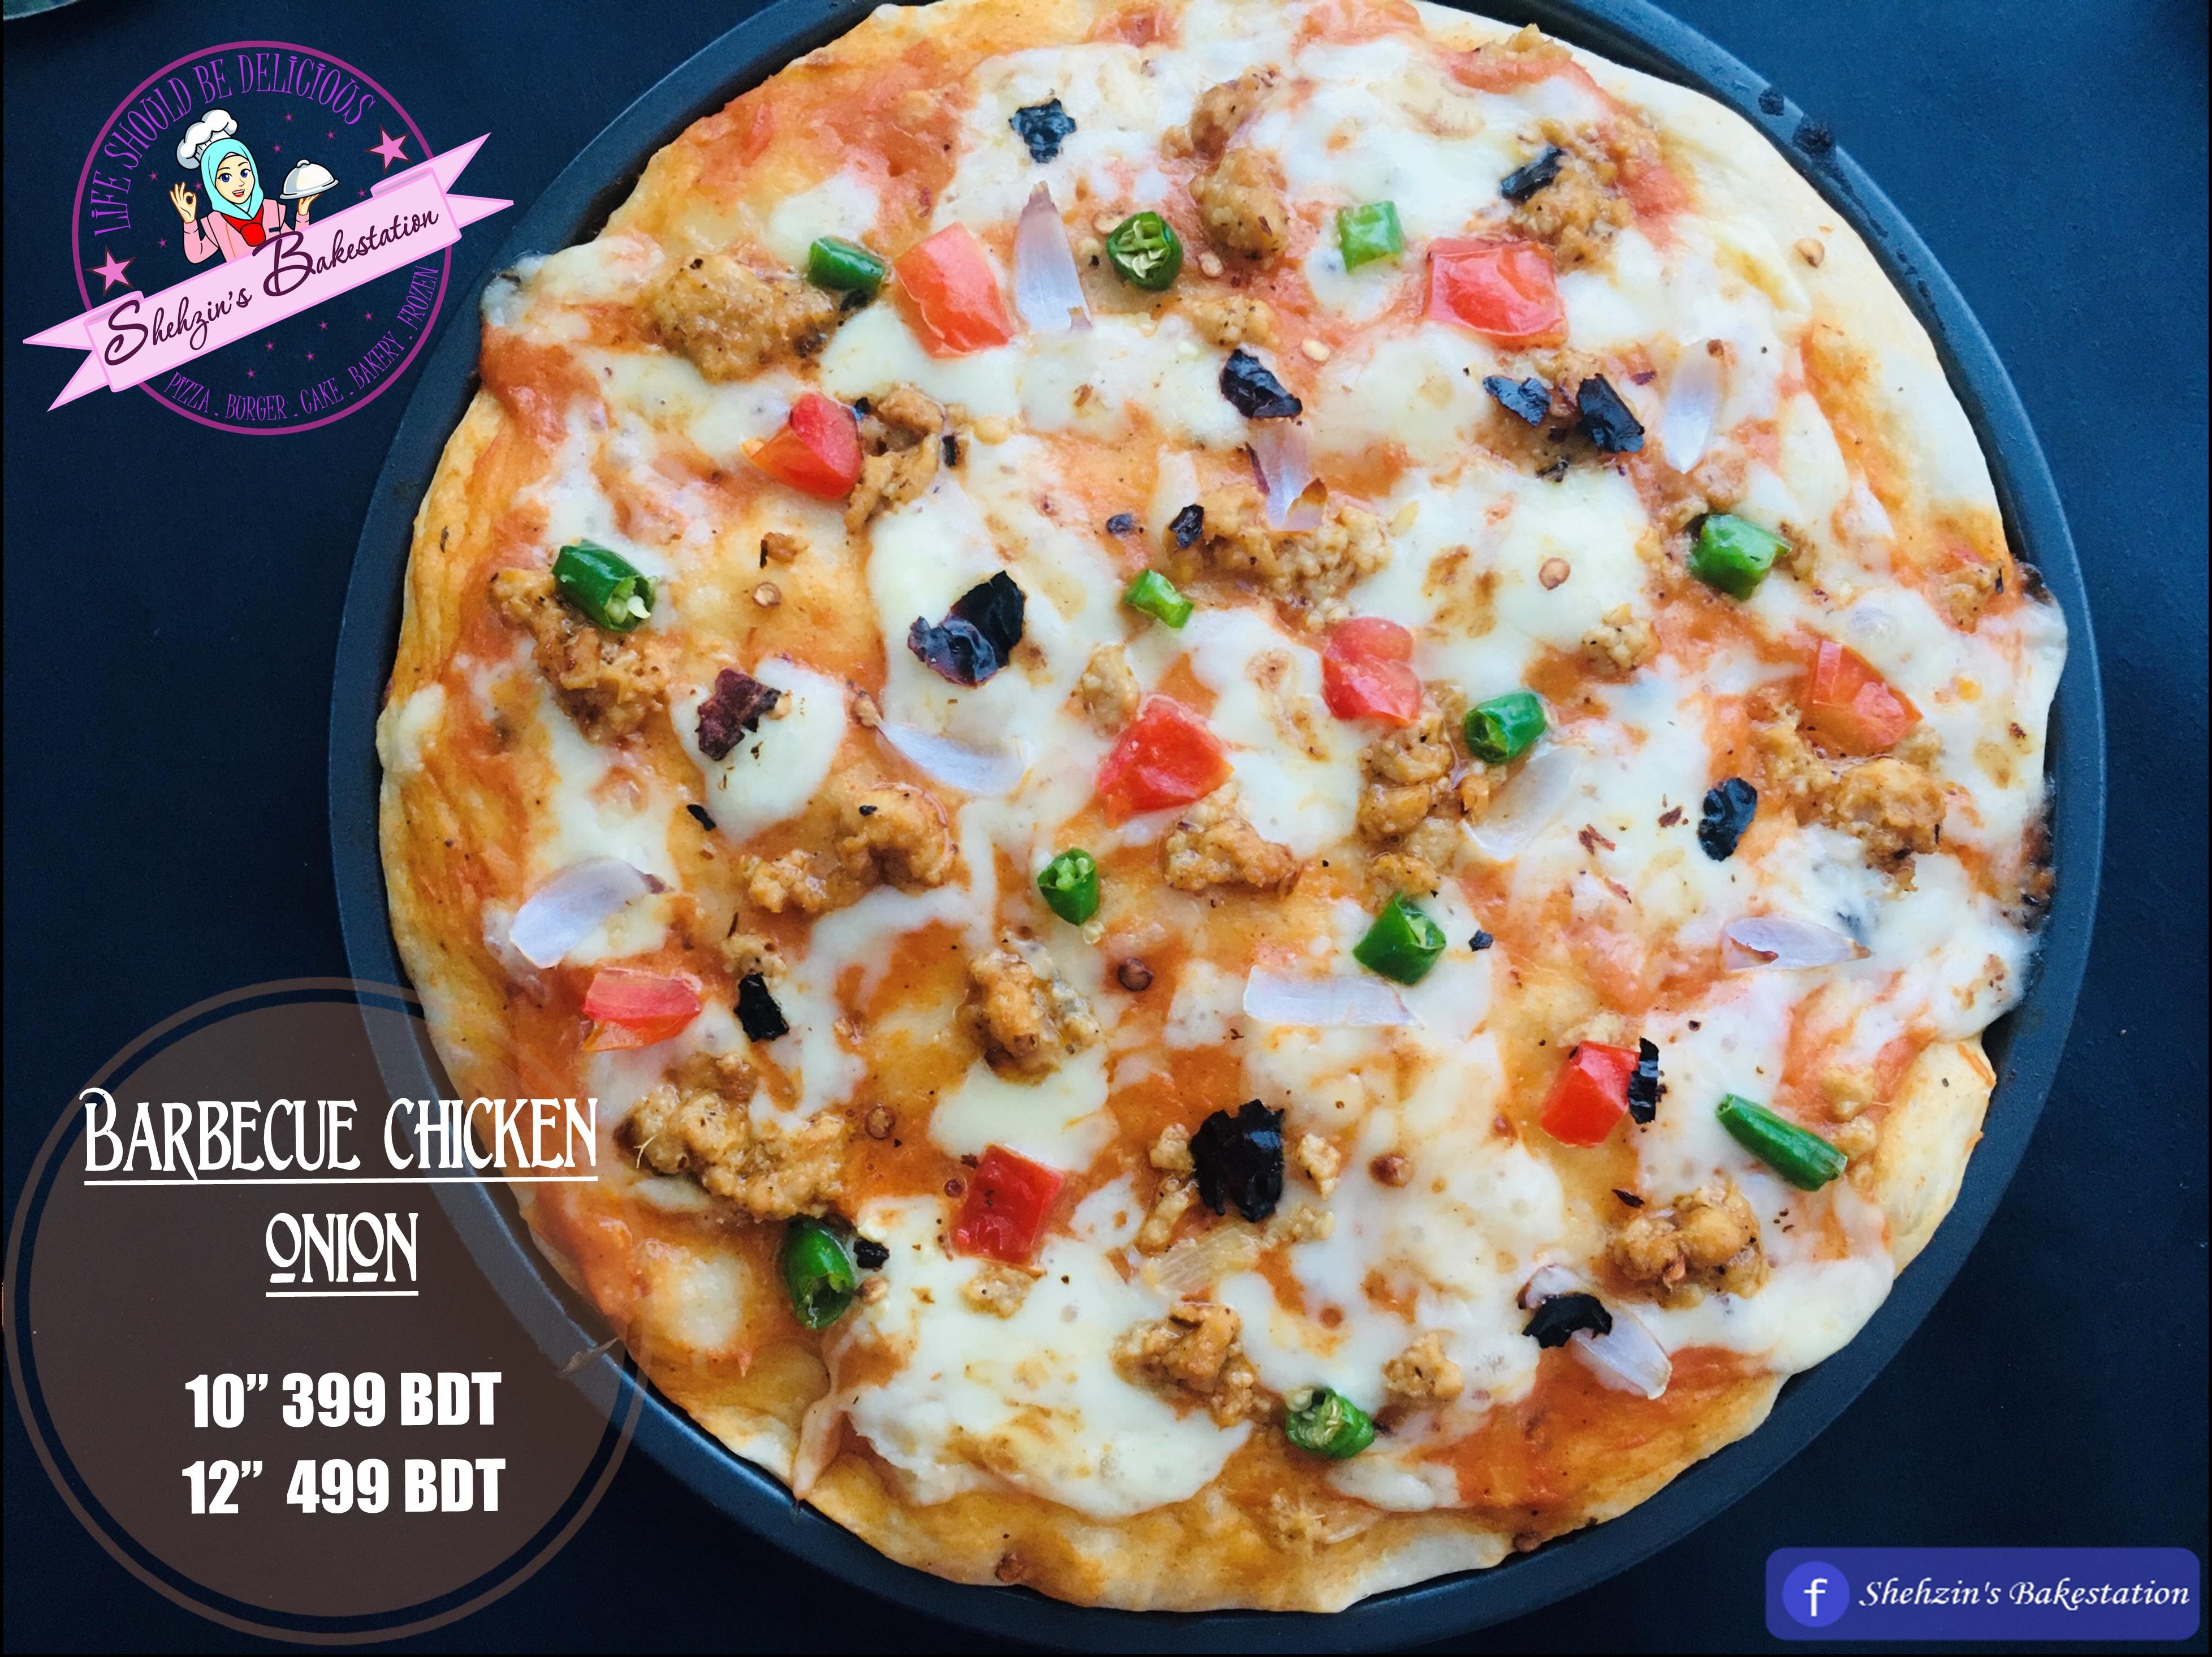 LIFE SHOULD BE DELICIOUS
Shehzin's Bakestation
PIZZA . BURGER . CAKE . BAKERY . FROZEN
BARBECUE CHICKEN
ONION
10” 399 BDT
12” 499 BDT
f Shehzin's Bakestation